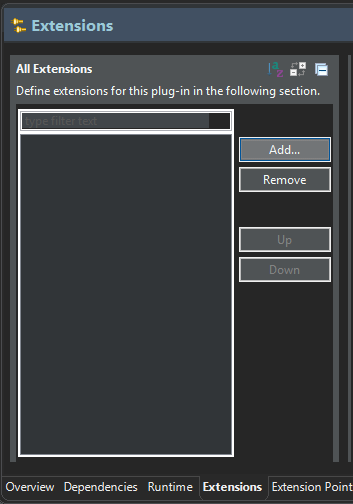 Extensions
All Extensions
Define extensions for this plug-in in the following section.
type filter text
Add...
Remove
Up
Down
Overview Dependencies Runtime Extensions Extension Point